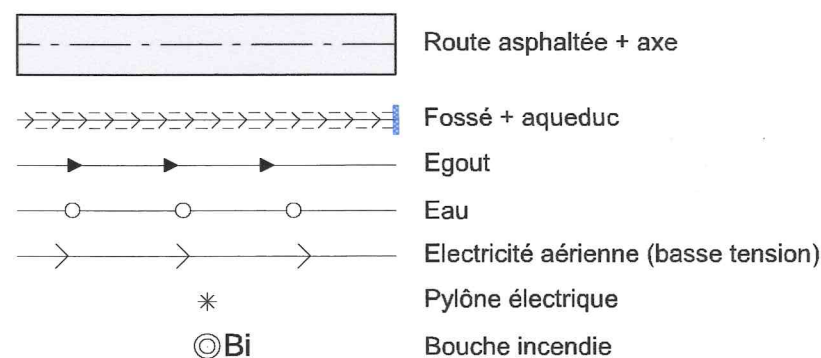 Route asphaltée + axe
Fossé + aqueduc
Egout
Eau
Electricité aérienne (basse tension)
Pylône électrique
Bi Bouche incendie